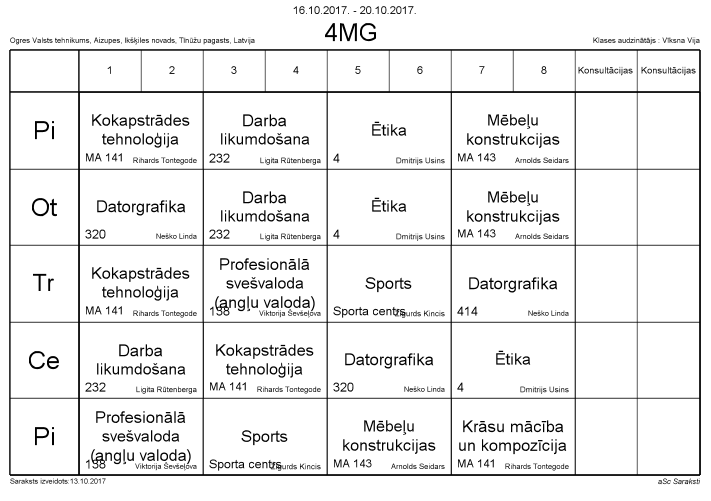 16.10.2017. - 20.10.2017.
Ogres Valsts tehnikums, Aizupes, Ikšķiles novads, Tīnūžu pagasts, Latvija
4MG
Klases audzinātājs : Vīksna Vija
1 2 3 4 5 6 7 8 Konsultācijas Konsultācijas
Pi
Kokapstrādes
tehnoloģija
MA 141 Rihards Tontegode
Darba
likumdošana
232 Ligita Rūtenberga
Ētika
4 Dmitrijs Usins
Mēbeļu
konstrukcijas
MA 143 Arnolds Seidars
Ot
Datorgrafika
320 Neško Linda
Darba
likumdošana
232 Ligita Rūtenberga
Ētika
4 Dmitrijs Usins
Mēbeļu
konstrukcijas
MA 143 Arnolds Seidars
Tr
Kokapstrādes
tehnoloģija
MA 141 Rihards Tontegode
Profesionālā
svešvaloda
(angļu valoda)
138 Viktorija Ševšeļova
Sports
Sporta centrs Zigurds Kincis
Datorgrafika
414 Neško Linda
Ce
Darba
likumdošana
232 Ligita Rūtenberga
Kokapstrādes
tehnoloģija
MA 141 Rihards Tontegode
Datorgrafika
320 Neško Linda
Ētika
4 Dmitrijs Usins
Pi
Profesionālā
svešvaloda
(angļu valoda)
138 Viktorija Ševšeļova
Sports
Sporta centrs Zigurds Kincis
Mēbeļu
konstrukcijas
MA 143 Arnolds Seidars
Krāsu mācība
un kompozīcija
MA 141 Rihards Tontegode
Saraksts izveidots:13.10.2017
aSc Saraksti